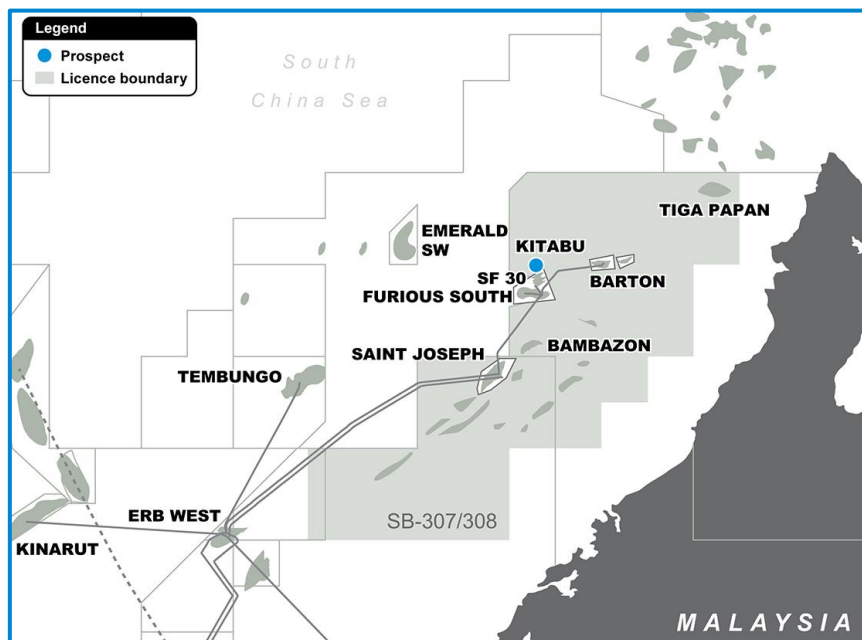 Legend
Prospect
Licence boundary
South
China Sea
TIGA PAPAN
EMERALD
SW
KITABU
SF 30
BARTON
FURIOUS SOUTH
SAINT JOSEPH
BAMBAZON
TEMBUNGO
ERB WEST
SB-307/308
KINARUT
MALAYSIA